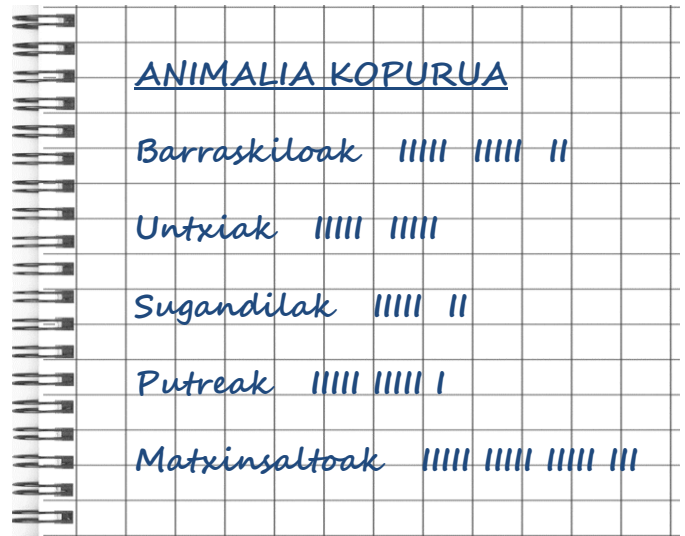 ANIMALIA KOPURUA
Barraskiloak IIIII IIIII II
Untxiak IIIII IIIII
Sugandilak IIIII II
Putreak IIIII IIIII I
Matxinsaltoak IIIII IIIII IIIII III